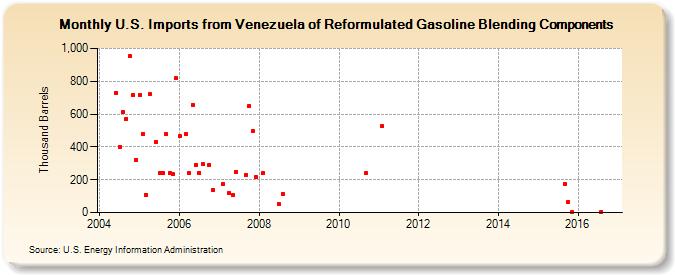 Monthly U.S. Imports from Venezuela of Reformulated Gasoline Blending Components
Thousand Barrels
1,000
800
600
400
200
0
2004 2006 2008 2010 2012 2014 2016
Source: U.S. Energy Information Administration